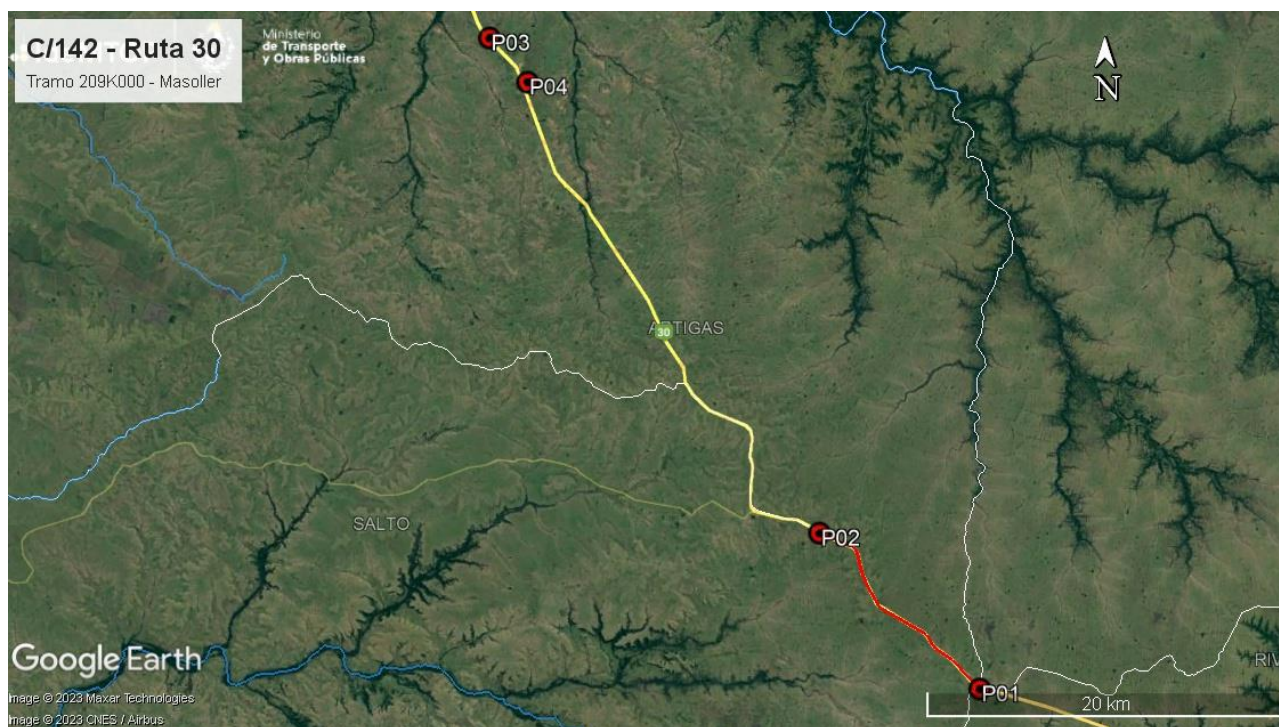 C/142 - Ruta 30
Tramo 209K000 - Masoller
Ministerio
de Transporte
y Obras Públicas
P03
P04
N
ARTIGAS
30
SALTO
P02
P01
RIV
20 km
Google Earth
Image © 2023 Maxar Technologies
Image © 2023 CNES / Airbus